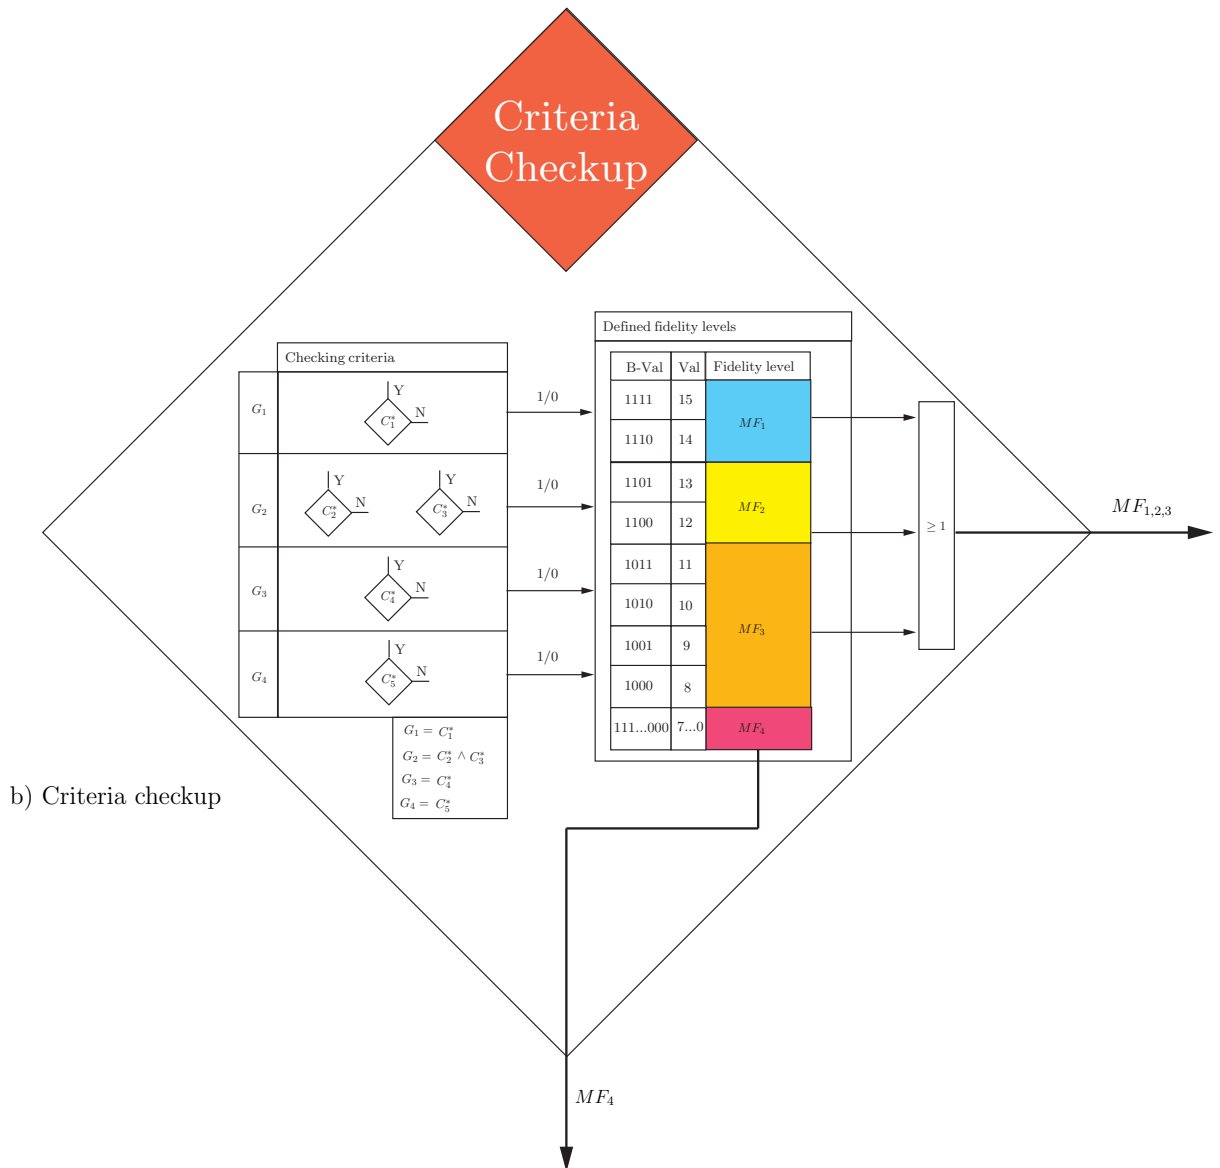 Criteria
Checkup
Defined fidelity levels
Checking criteria
B-Val Val Fidelity level
G₁ Y C₁* N 1/0
G₂ Y C₂* N Y C₃* N 1/0
G₃ Y C₄* N 1/0
G₄ Y C₅* N 1/0
1111 15 MF₁
1110 14
1101 13 MF₂
1100 12
1011 11
1010 10 MF₃
1001 9
1000 8
111...000 7...0 MF₄
≥ 1
MF₁,₂,₃
G₁ = C₁*
G₂ = C₂* ∧ C₃*
G₃ = C₄*
G₄ = C₅*
b) Criteria checkup
MF₄